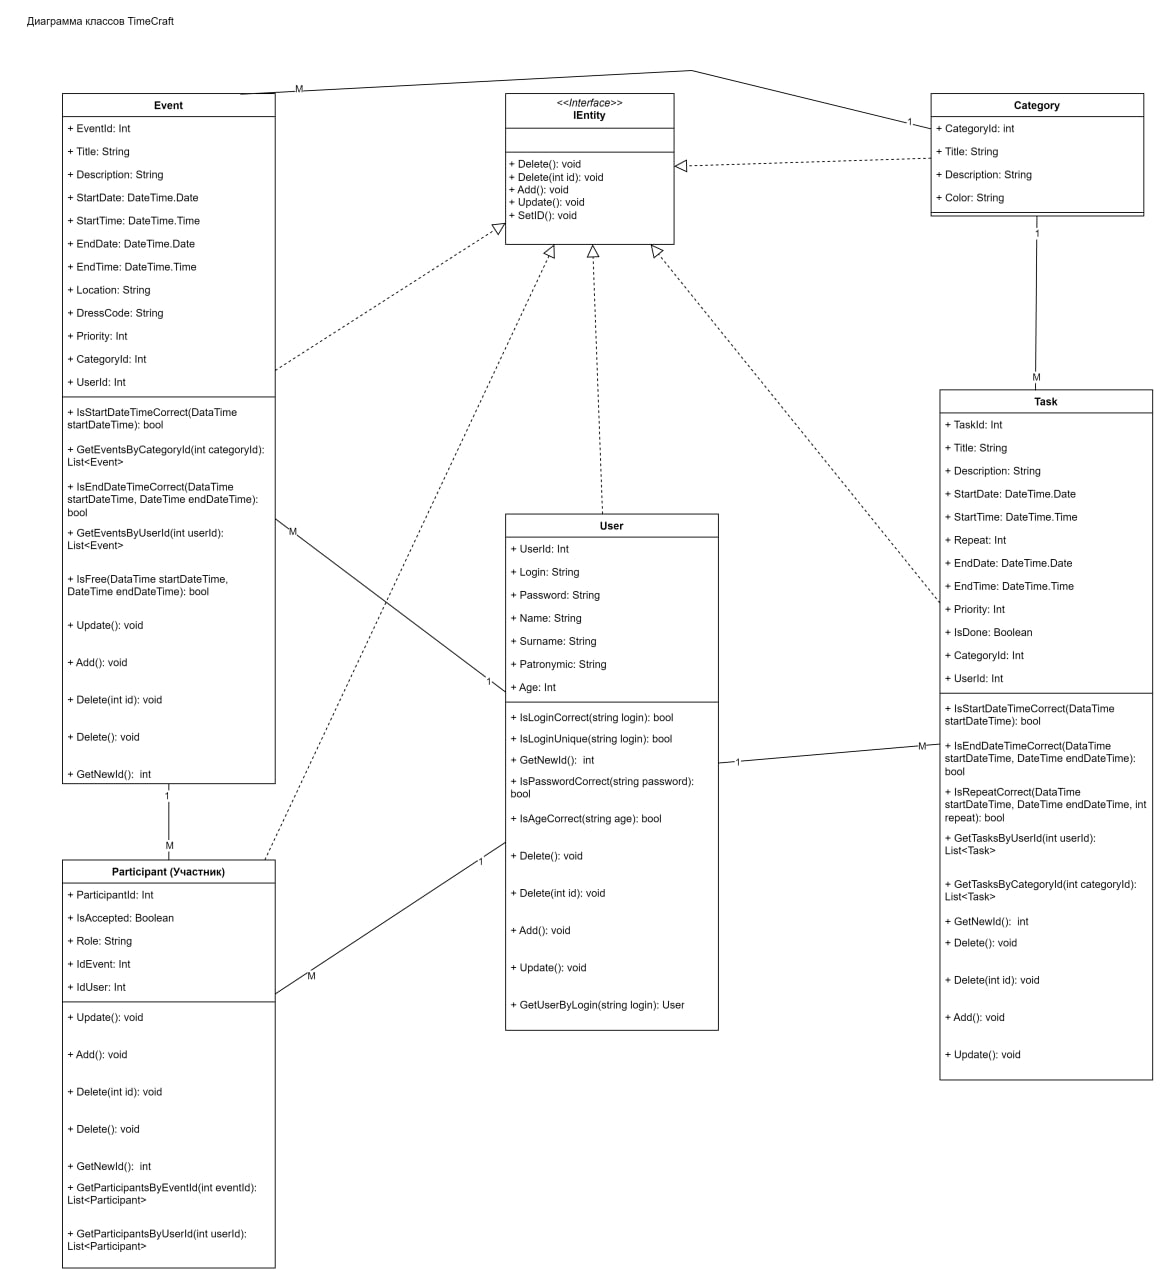 Диаграмма классов TimeCraft
M
1
Event
+ EventId: Int
+ Title: String
+ Description: String
+ StartDate: DateTime.Date
+ StartTime: DateTime.Time
+ EndDate: DateTime.Date
+ EndTime: DateTime.Time
+ Location: String
+ DressCode: String
+ Priority: Int
+ CategoryId: Int
+ UserId: Int
+ IsStartDateTimeCorrect(DataTime
startDateTime): bool
+ GetEventsByCategoryId(int categoryId):
List<Event>
+ IsEndDateTimeCorrect(DataTime
startDateTime, DateTime endDateTime):
bool
+ GetEventsByUserId(int userId):
List<Event>
+ IsFree(DataTime startDateTime,
DateTime endDateTime): bool
+ Update(): void
+ Add(): void
+ Delete(int id): void
+ Delete(): void
+ GetNewId():  int
<<Interface>>
IEntity
+ Delete(): void
+ Delete(int id): void
+ Add(): void
+ Update(): void
+ SetID(): void
Category
+ CategoryId: int
+ Title: String
+ Description: String
+ Color: String
1
M
M
1
User
+ UserId: Int
+ Login: String
+ Password: String
+ Name: String
+ Surname: String
+ Patronymic: String
+ Age: Int
+ IsLoginCorrect(string login): bool
+ IsLoginUnique(string login): bool
+ GetNewId():  int
+ IsPasswordCorrect(string password):
bool
+ IsAgeCorrect(string age): bool
+ Delete(): void
+ Delete(int id): void
+ Add(): void
+ Update(): void
+ GetUserByLogin(string login): User
1
M
Task
+ TaskId: Int
+ Title: String
+ Description: String
+ StartDate: DateTime.Date
+ StartTime: DateTime.Time
+ Repeat: Int
+ EndDate: DateTime.Date
+ EndTime: DateTime.Time
+ Priority: Int
+ IsDone: Boolean
+ CategoryId: Int
+ UserId: Int
+ IsStartDateTimeCorrect(DataTime
startDateTime): bool
+ IsEndDateTimeCorrect(DataTime
startDateTime, DateTime endDateTime):
bool
+ IsRepeatCorrect(DataTime
startDateTime, DateTime endDateTime, int
repeat): bool
+ GetTasksByUserId(int userId):
List<Task>
+ GetTasksByCategoryId(int categoryId):
List<Task>
+ GetNewId():  int
+ Delete(): void
+ Delete(int id): void
+ Add(): void
+ Update(): void
1
M
1
M
Participant (Участник)
+ ParticipantId: Int
+ IsAccepted: Boolean
+ Role: String
+ IdEvent: Int
+ IdUser: Int
+ Update(): void
+ Add(): void
+ Delete(int id): void
+ Delete(): void
+ GetNewId():  int
+ GetParticipantsByEventId(int eventId):
List<Participant>
+ GetParticipantsByUserId(int userId):
List<Participant>